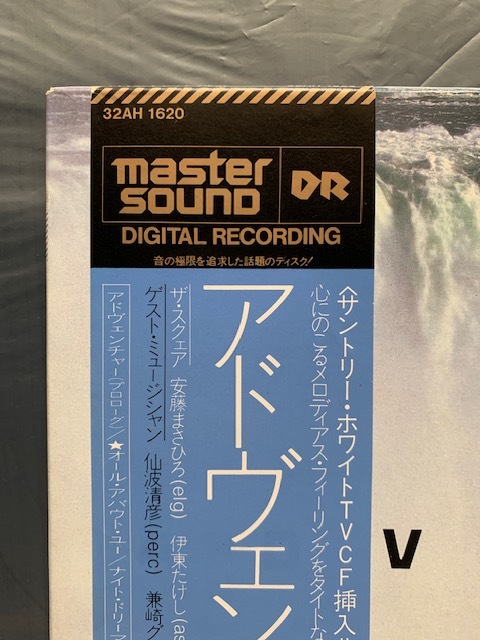 32AH 1620
master
sound
DR
DIGITAL RECORDING
音の極限を追求した話題のディスク!
〈サントリー・ホワイトTVCF挿入
心にのこるメロディアス・フィーリングをタイトな
アドヴェン
ザ・スクェア 安藤まさひろ(elg) 伊東たけし(as
ゲスト・ミュージシャン 仙波清彦(perc) 兼崎グ
アドヴェンチャー(プロローグ)/★オール・アバウト・ユー/ナイト・ドリーマ
V